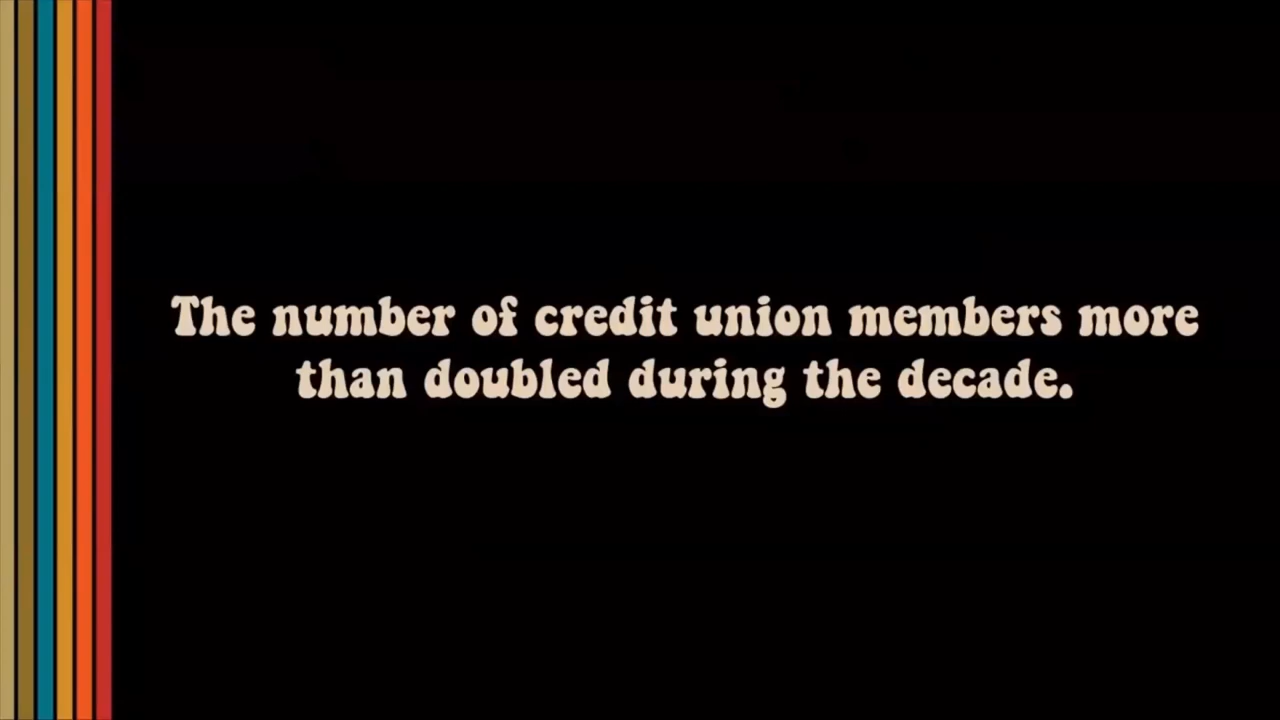 The number of credit union members more
than doubled during the decade.